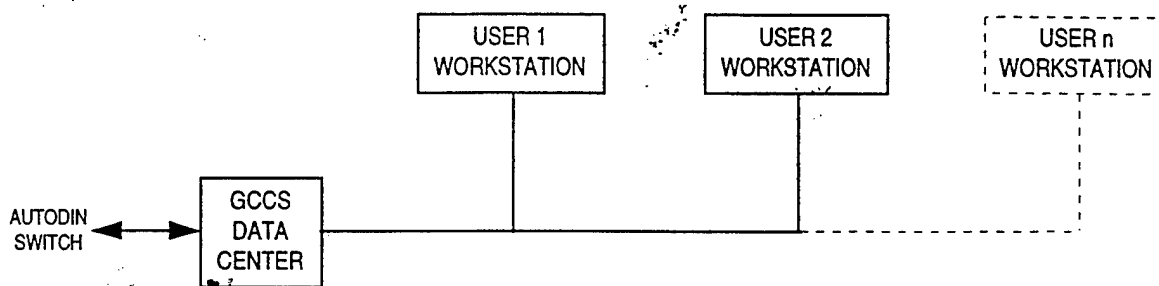 USER 1
WORKSTATION
USER 2
WORKSTATION
USER n
WORKSTATION
AUTODIN
SWITCH
GCCS
DATA
CENTER